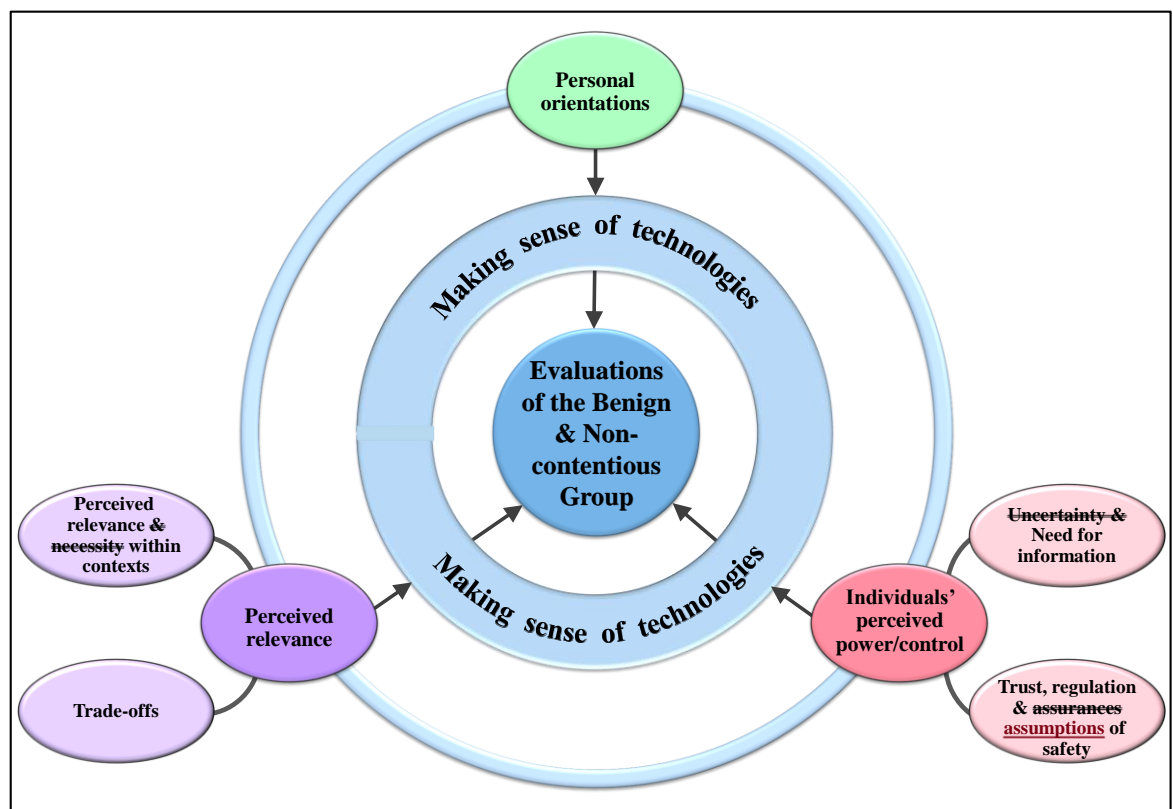 Personal
orientations
Making sense of technologies
Evaluations
of the Benign
& Non-
contentious
Group
Making sense of technologies
Perceived
relevance &
necessity within
contexts
Perceived
relevance
Trade-offs
Uncertainty &
Need for
information
Individuals’
perceived
power/control
Trust, regulation
& assurances
assumptions of
safety